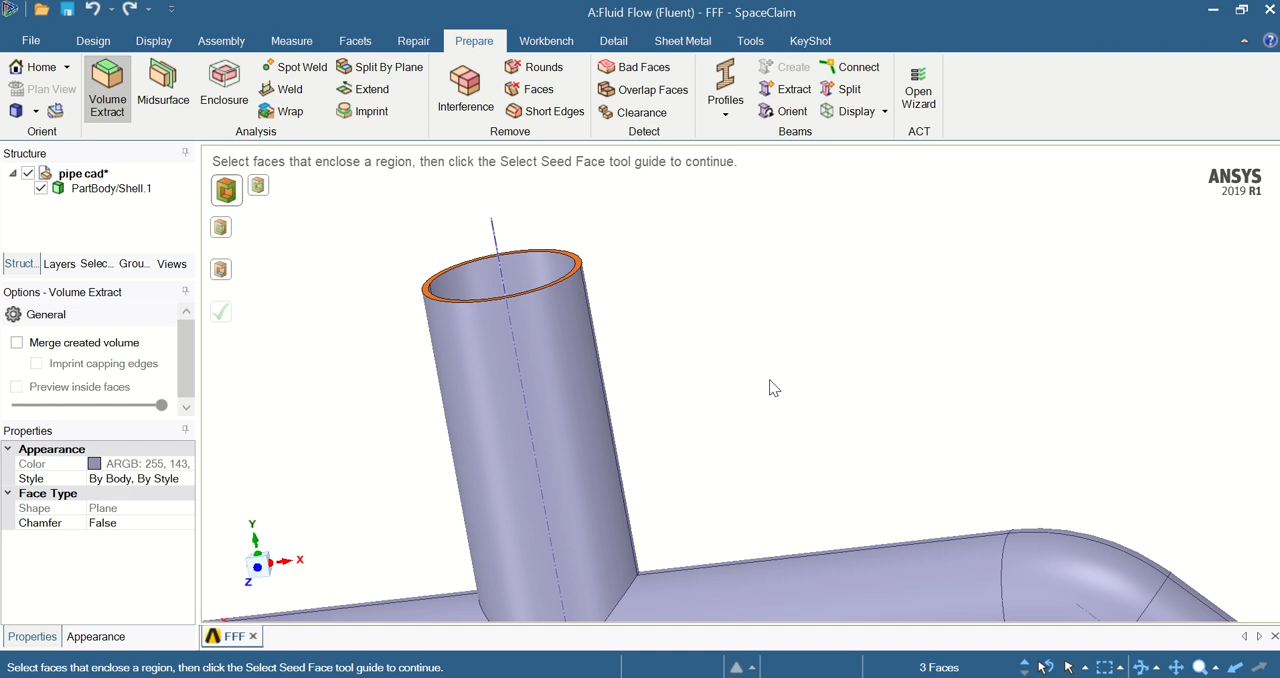 A:Fluid Flow (Fluent) - FFF - SpaceClaim
File Design Display Assembly Measure Facets Repair Prepare Workbench Detail Sheet Metal Tools KeyShot
Home
Plan View
Orient
Volume Extract
Midsurface
Enclosure
Spot Weld
Weld
Wrap
Split By Plane
Extend
Imprint
Analysis
Interference
Rounds
Faces
Short Edges
Remove
Bad Faces
Overlap Faces
Clearance
Detect
Profiles
Create
Extract
Orient
Connect
Split
Display
Beams
Open Wizard
ACT
Structure
pipe cad*
PartBody/Shell.1
Struct... Layers Selec... Grou... Views
Options - Volume Extract
General
Merge created volume
Imprint capping edges
Preview inside faces
Properties
Appearance
Color ARGB: 255, 143,
Style By Body, By Style
Face Type
Shape Plane
Chamfer False
Properties Appearance
Select faces that enclose a region, then click the Select Seed Face tool guide to continue.
ANSYS
2019 R1
Y
X
Z
FFF
Select faces that enclose a region, then click the Select Seed Face tool guide to continue.
3 Faces